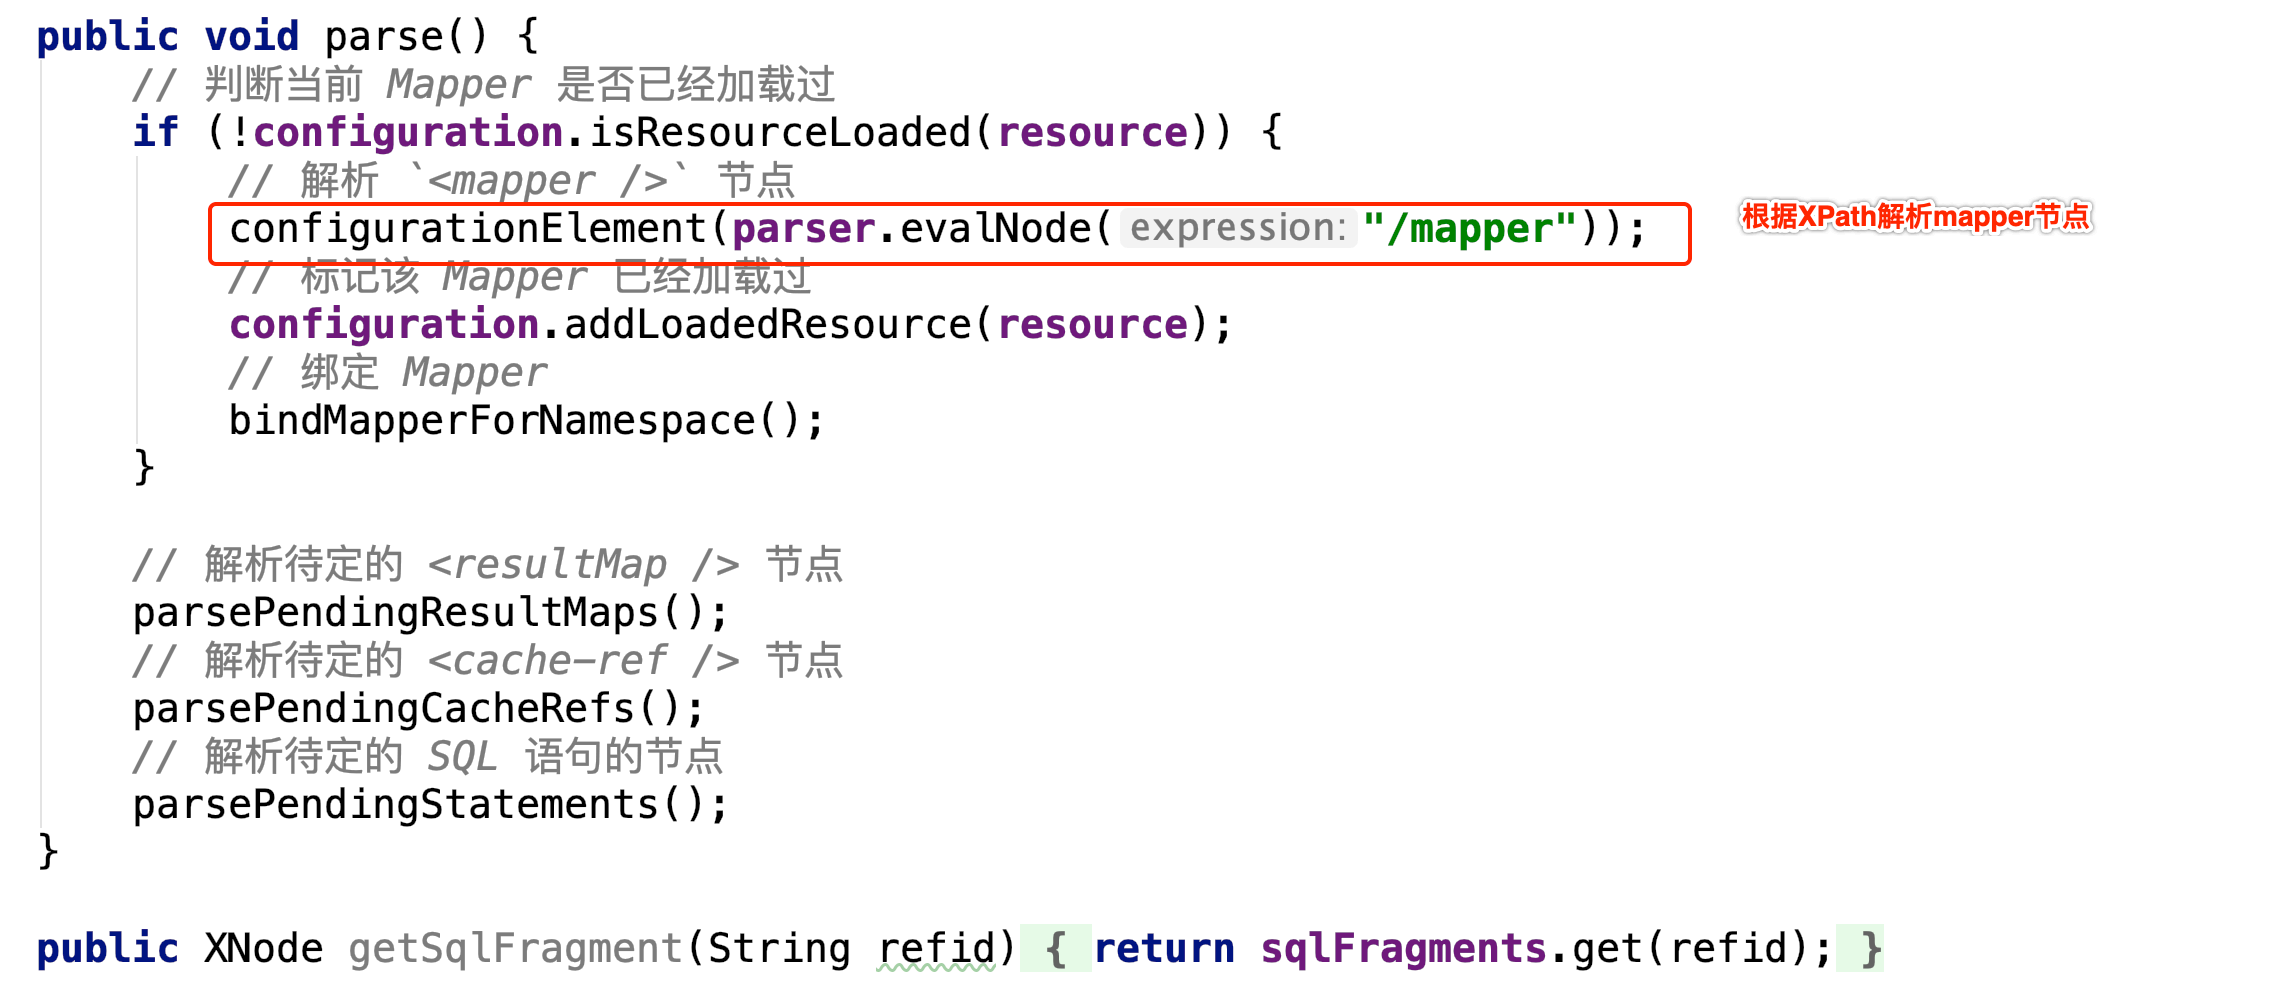 public void parse() {
// 判断当前 Mapper 是否已经加载过
if (!configuration.isResourceLoaded(resource)) {
// 解析 `<mapper />` 节点
configurationElement(parser.evalNode( expression: "/mapper"));
根据XPath解析mapper节点
// 标记该 Mapper 已经加载过
configuration.addLoadedResource(resource);
// 绑定 Mapper
bindMapperForNamespace();
}
// 解析待定的 <resultMap /> 节点
parsePendingResultMaps();
// 解析待定的 <cache-ref /> 节点
parsePendingCacheRefs();
// 解析待定的 SQL 语句的节点
parsePendingStatements();
}
public XNode getSqlFragment(String refid) { return sqlFragments.get(refid); }